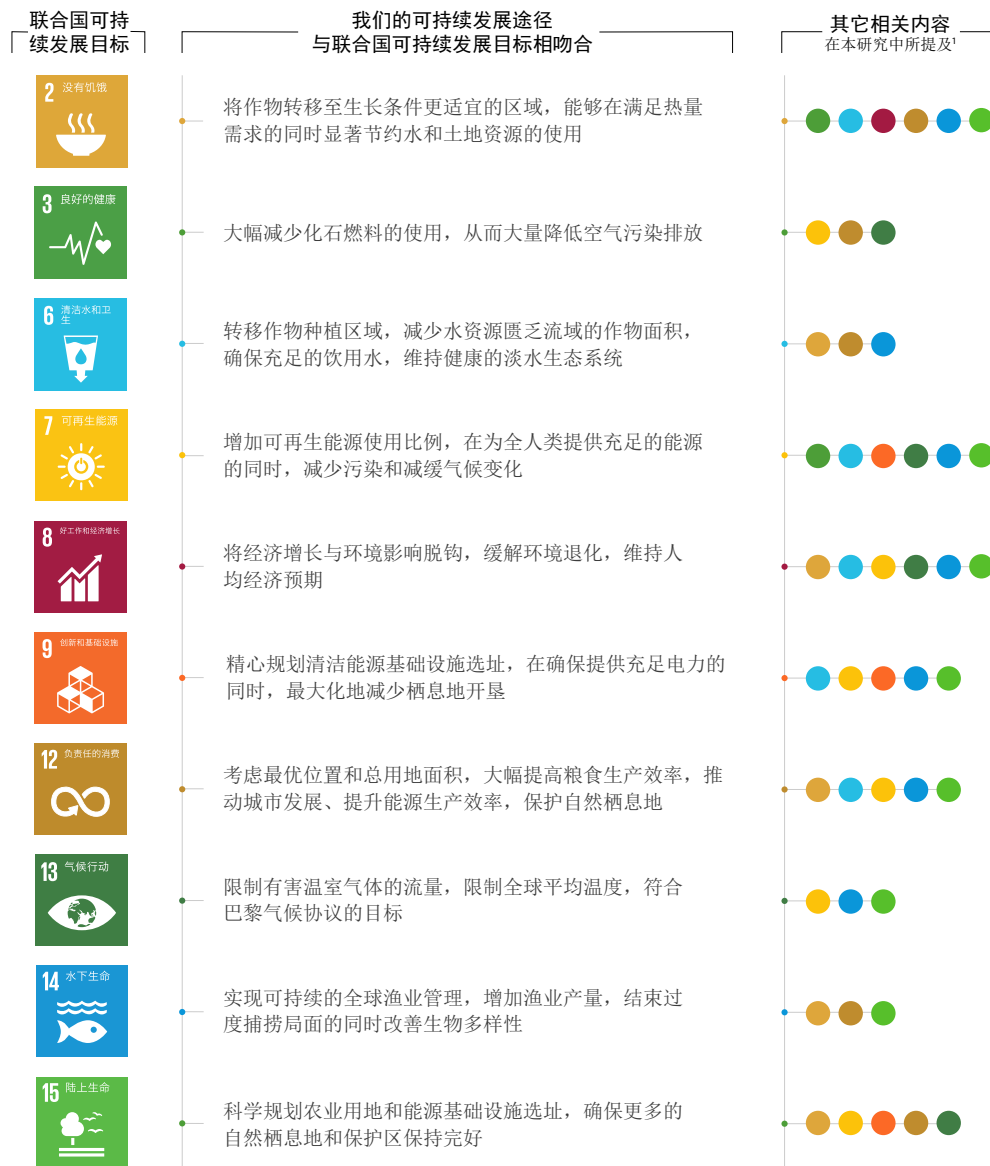 联合国可持
续发展目标
我们的可持续发展途径
与联合国可持续发展目标相吻合
其它相关内容
在本研究中所提及¹
2 没有饥饿
将作物转移至生长条件更适宜的区域，能够在满足热量
需求的同时显著节约水和土地资源的使用
3 良好的健康
大幅减少化石燃料的使用，从而大量降低空气污染排放
6 清洁水和卫
生
转移作物种植区域，减少水资源匮乏流域的作物面积，
确保充足的饮用水，维持健康的淡水生态系统
7 可再生能源
增加可再生能源使用比例，在为全人类提供充足的能源
的同时，减少污染和减缓气候变化
8 好工作和经济增长
将经济增长与环境影响脱钩，缓解环境退化，维持人
均经济预期
9 创新和基础设施
精心规划清洁能源基础设施选址，在确保提供充足电力的
同时，最大化地减少栖息地开垦
12 负责任的消费
考虑最优位置和总用地面积，大幅提高粮食生产效率，推
动城市发展、提升能源生产效率，保护自然栖息地
13 气候行动
限制有害温室气体的流量，限制全球平均温度，符合
巴黎气候协议的目标
14 水下生命
实现可持续的全球渔业管理，增加渔业产量，结束过
度捕捞局面的同时改善生物多样性
15 陆上生命
科学规划农业用地和能源基础设施选址，确保更多的
自然栖息地和保护区保持完好